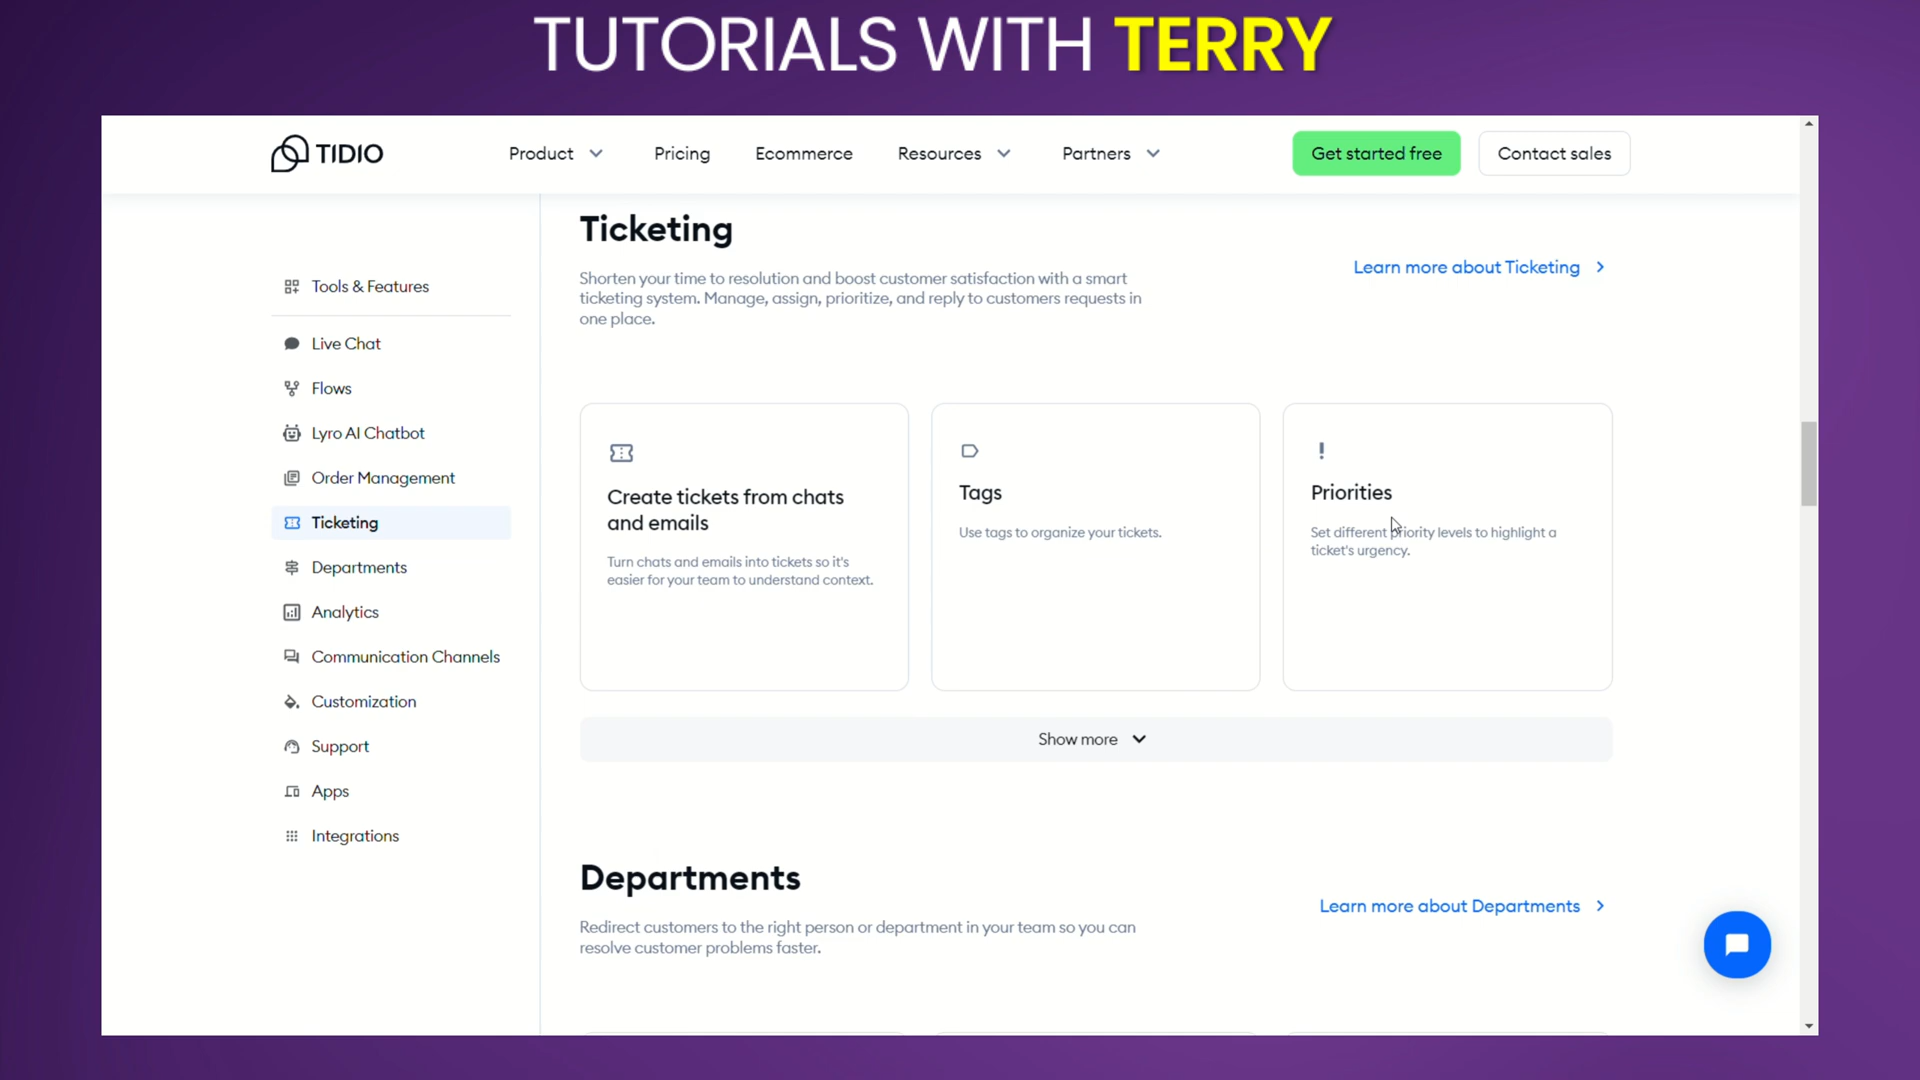 TUTORIALS WITH TERRY
TIDIO
Product
Pricing
Ecommerce
Resources
Partners
Get started free
Contact sales
Tools & Features
Live Chat
Flows
Lyro AI Chatbot
Order Management
Ticketing
Departments
Analytics
Communication Channels
Customization
Support
Apps
Integrations
Ticketing
Shorten your time to resolution and boost customer satisfaction with a smart
ticketing system. Manage, assign, prioritize, and reply to customers requests in
one place.
Learn more about Ticketing
Create tickets from chats
and emails
Turn chats and emails into tickets so it's
easier for your team to understand context.
Tags
Use tags to organize your tickets.
Priorities
Set different priority levels to highlight a
ticket's urgency.
Show more
Departments
Redirect customers to the right person or department in your team so you can
resolve customer problems faster.
Learn more about Departments